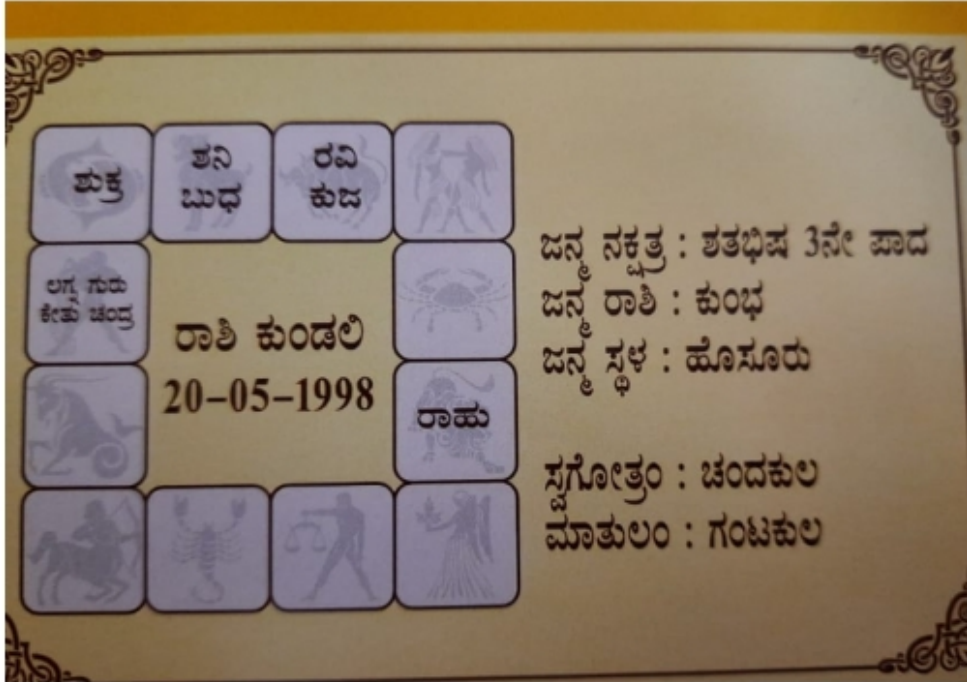 ಶುಕ್ರ
ಶನಿ
ಬುಧ
ರವಿ
ಕುಜ
ಲಗ್ನ ಗುರು
ಕೇತು ಚಂದ್ರ
ರಾಶಿ ಕುಂಡಲಿ
20-05-1998
ರಾಹು
ಜನ್ಮ ನಕ್ಷತ್ರ : ಶತಭಿಷ 3ನೇ ಪಾದ
ಜನ್ಮ ರಾಶಿ : ಕುಂಭ
ಜನ್ಮ ಸ್ಥಳ : ಹೊಸೂರು
ಸ್ವಗೋತ್ರಂ : ಚಂದಕುಲ
ಮಾತುಲಂ : ಗಂಟಕುಲ